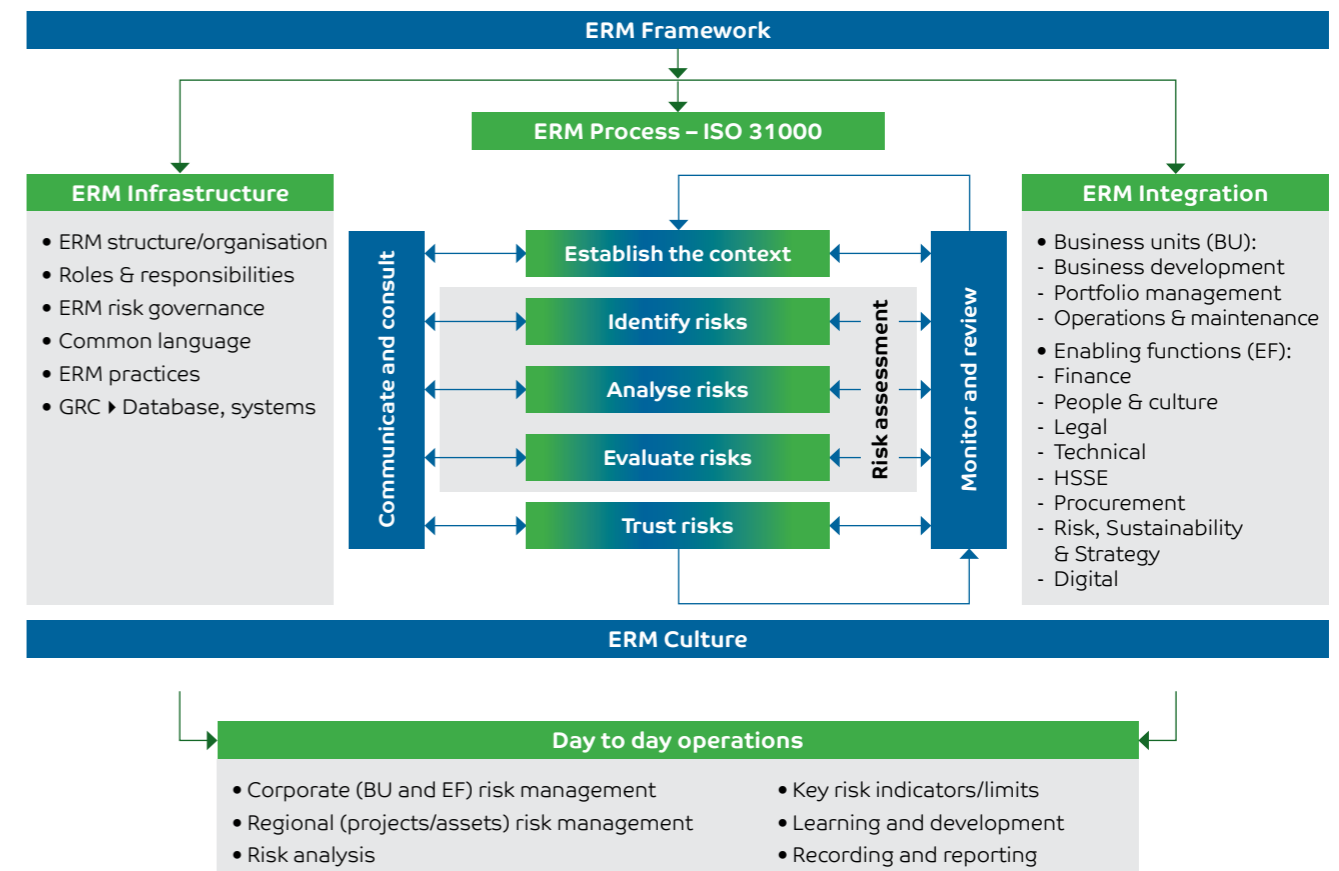 ERM Framework
ERM Process – ISO 31000
ERM Infrastructure
• ERM structure/organisation
• Roles & responsibilities
• ERM risk governance
• Common language
• ERM practices
• GRC ▸ Database, systems
Communicate and consult
Establish the context
Identify risks
Analyse risks
Evaluate risks
Trust risks
Risk assessment
Monitor and review
ERM Integration
• Business units (BU):
- Business development
- Portfolio management
- Operations & maintenance
• Enabling functions (EF):
- Finance
- People & culture
- Legal
- Technical
- HSSE
- Procurement
- Risk, Sustainability
& Strategy
- Digital
ERM Culture
Day to day operations
• Corporate (BU and EF) risk management
• Regional (projects/assets) risk management
• Risk analysis
• Key risk indicators/limits
• Learning and development
• Recording and reporting